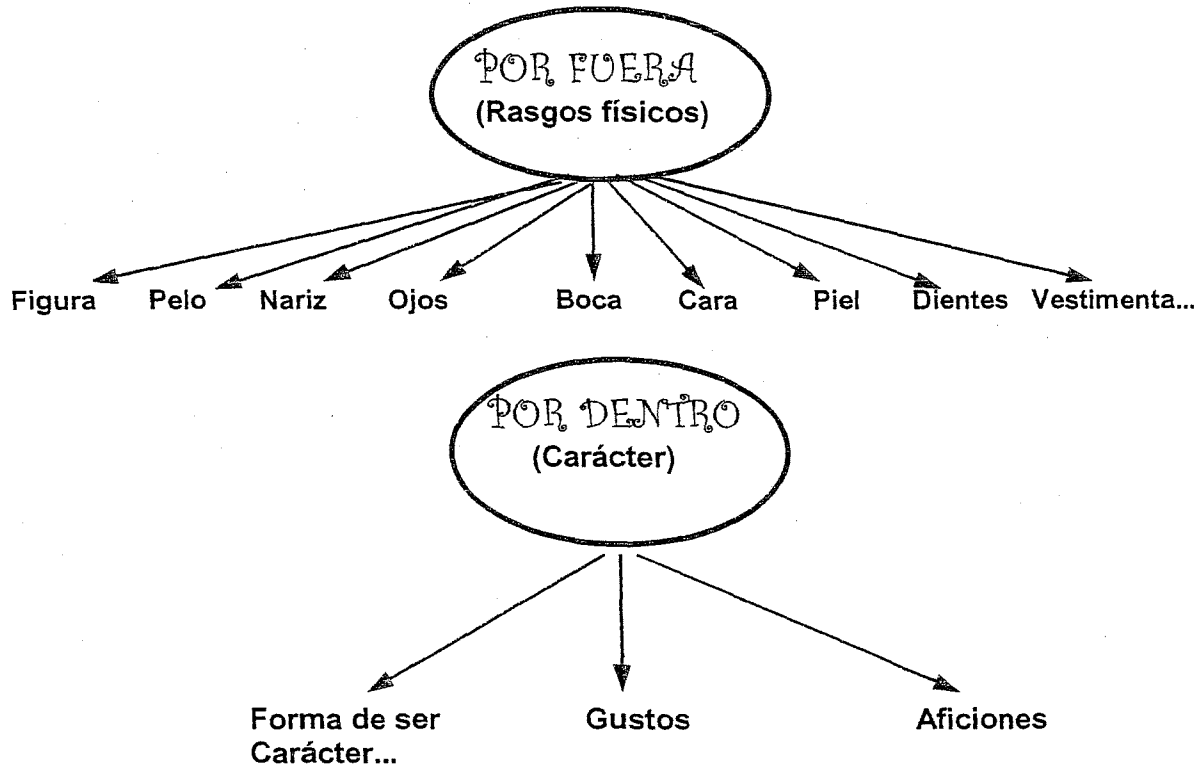 POR FUERA
(Rasgos físicos)
Figura Pelo Nariz Ojos Boca Cara Piel Dientes Vestimenta...
POR DENTRO
(Carácter)
Forma de ser Gustos Aficiones
Carácter...